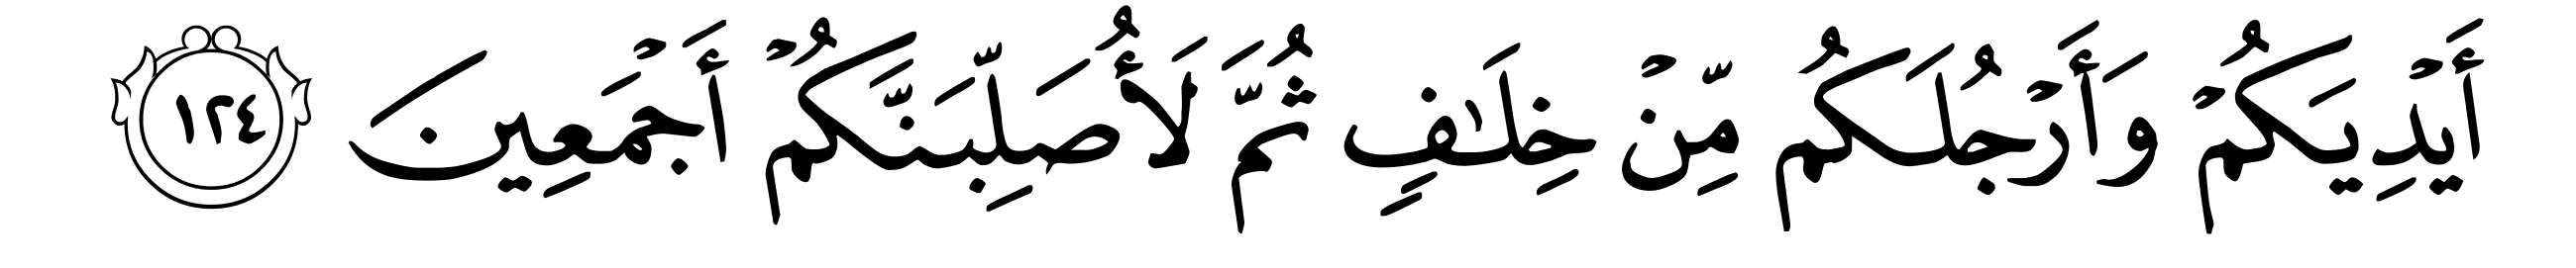 أَيْدِيَكُمْ وَأَرْجُلَكُم مِّنْ خِلَـٰفٍ ثُمَّ لَأُصَلِّبَنَّكُمْ أَجْمَعِينَ ١٢٤